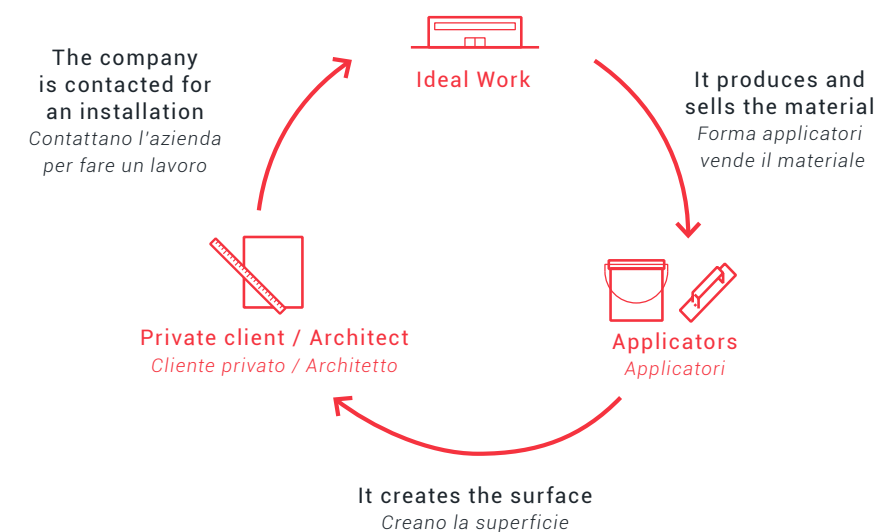 The company
is contacted for
an installation
Contattano l'azienda
per fare un lavoro
Ideal Work
It produces and
sells the material
Forma applicatori
vende il materiale
Private client / Architect
Cliente privato / Architetto
Applicators
Applicatori
It creates the surface
Creano la superficie